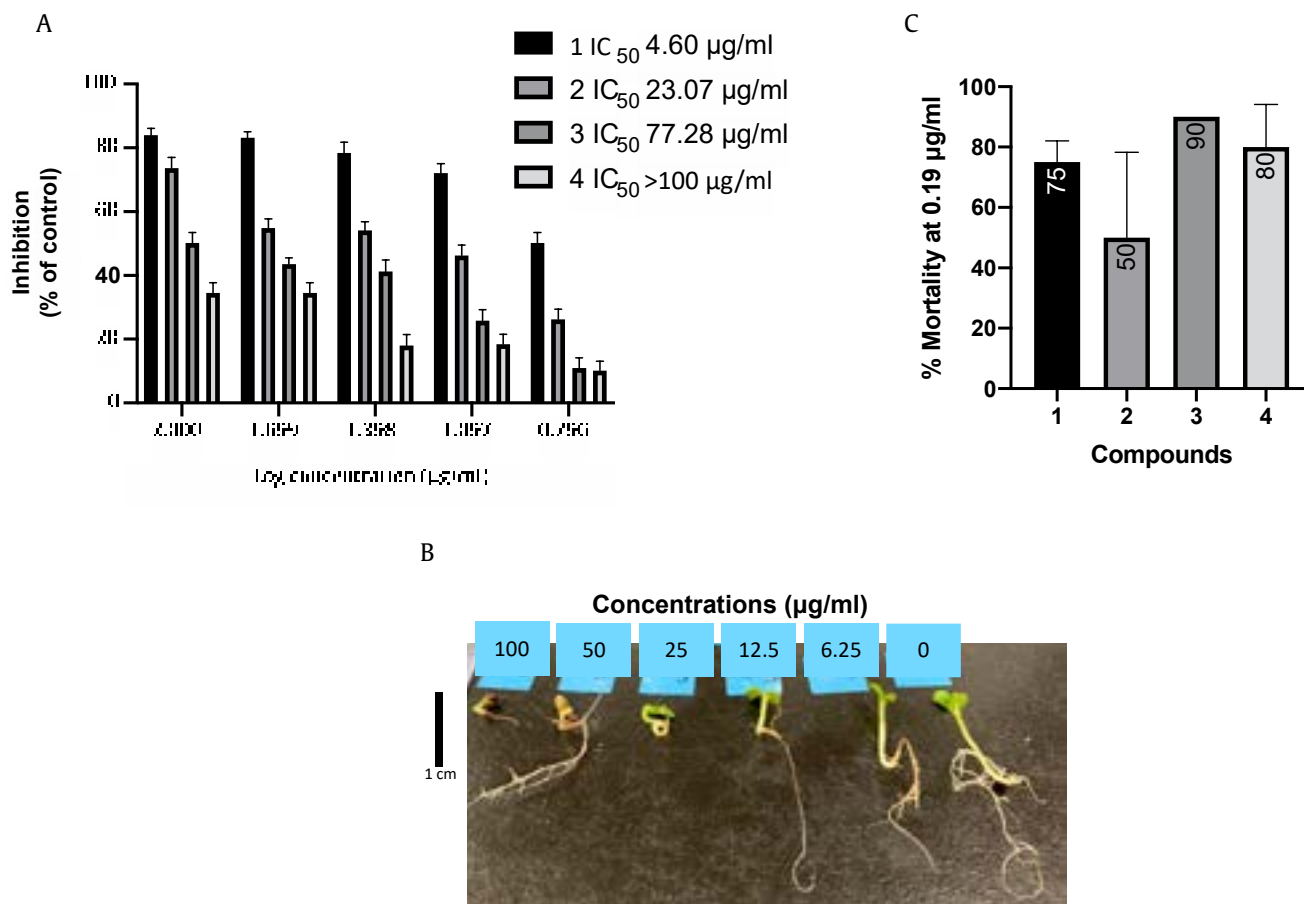 A
1 IC 50 4.60 µg/ml
2 IC50 23.07 µg/ml
3 IC50 77.28 µg/ml
4 IC50 >100 µg/ml
Inhibition
(% of control)
40
0
C
% Mortality at 0.19 µg/ml
100
80
60
40
20
0
75
50
90
80
1 2 3 4
Compounds
B
Concentrations (µg/ml)
100 50 25 12.5 6.25 0
1 cm